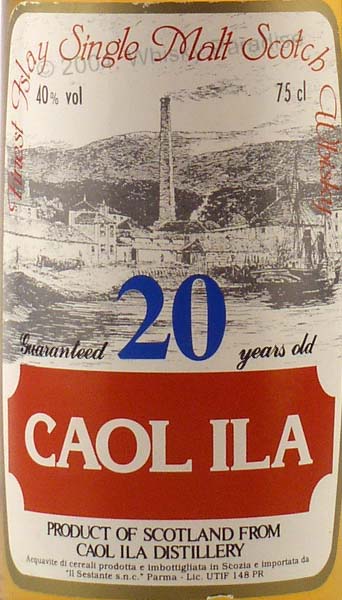 Finest Islay Single Malt Scotch Whisky
40% vol
75 cl
Guaranteed 20 years old
CAOL ILA
PRODUCT OF SCOTLAND FROM
CAOL ILA DISTILLERY
Acquavite di cereali prodotta e imbottigliata in Scozia e importata da
"Il Sestante s.n.c." Parma - Lic. UTIF 148 PR